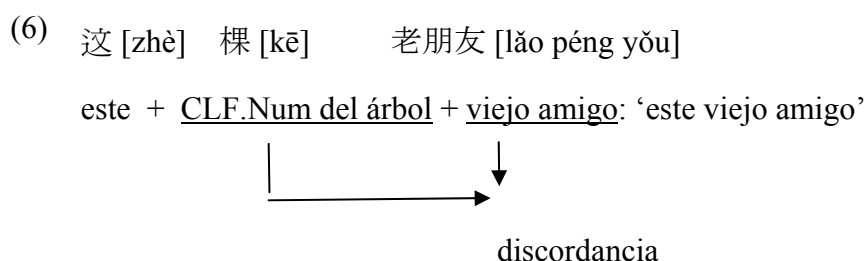 (6) 这 [zhè] 棵 [kē] 老朋友 [lǎo péng yǒu]
este + CLF.Num del árbol + viejo amigo: ‘este viejo amigo’
discordancia